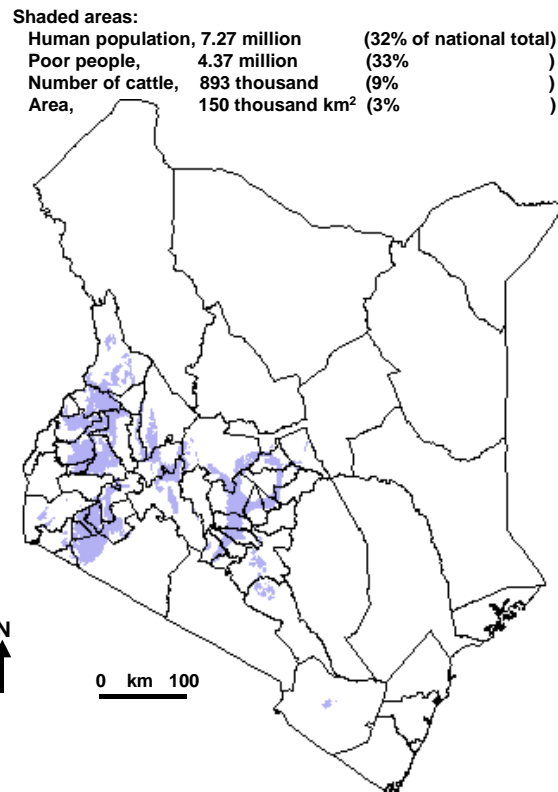 Shaded areas:
Human population, 7.27 million (32% of national total)
Poor people, 4.37 million (33% )
Number of cattle, 893 thousand (9% )
Area, 150 thousand km² (3% )
N
0 km 100